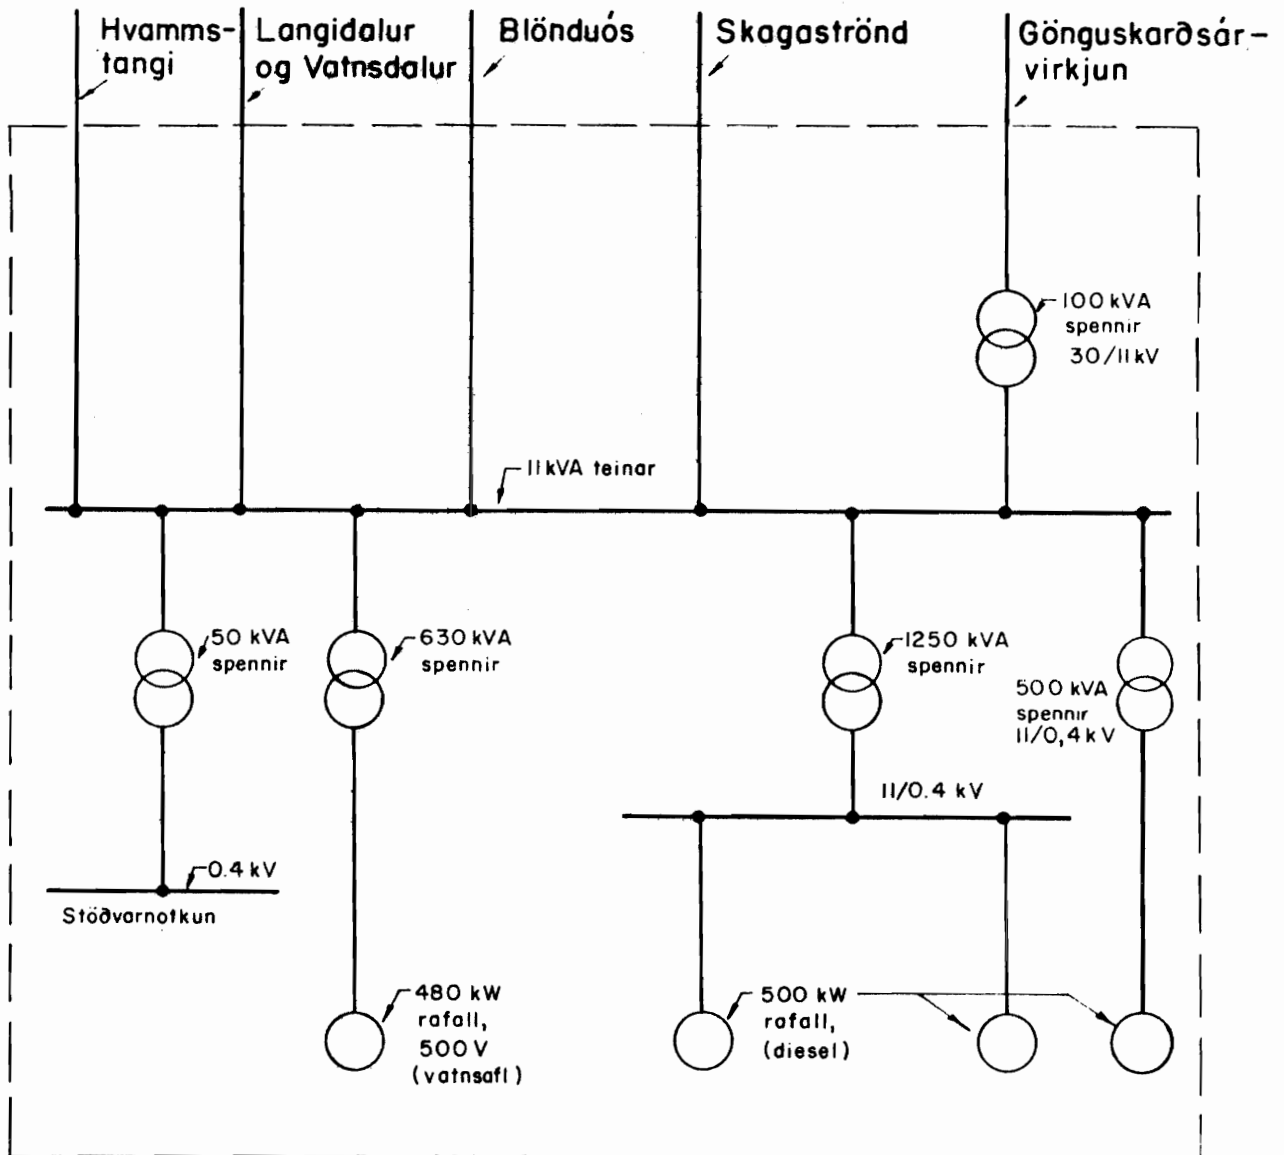 Hvamms-
tangi
Langidalur
og Vatnsdalur
Blönduós
Skagaströnd
Gönguskarðsár-
virkjun
100 kVA
spennir
30/11 kV
11 kVA teinar
50 kVA
spennir
630 kVA
spennir
1250 kVA
spennir
500 kVA
spennir
11/0,4 kV
11/0.4 kV
0.4 kV
Stöðvarnotkun
480 kW
rafall,
500 V
(vatnsafl)
500 kW
rafall,
(diesel)